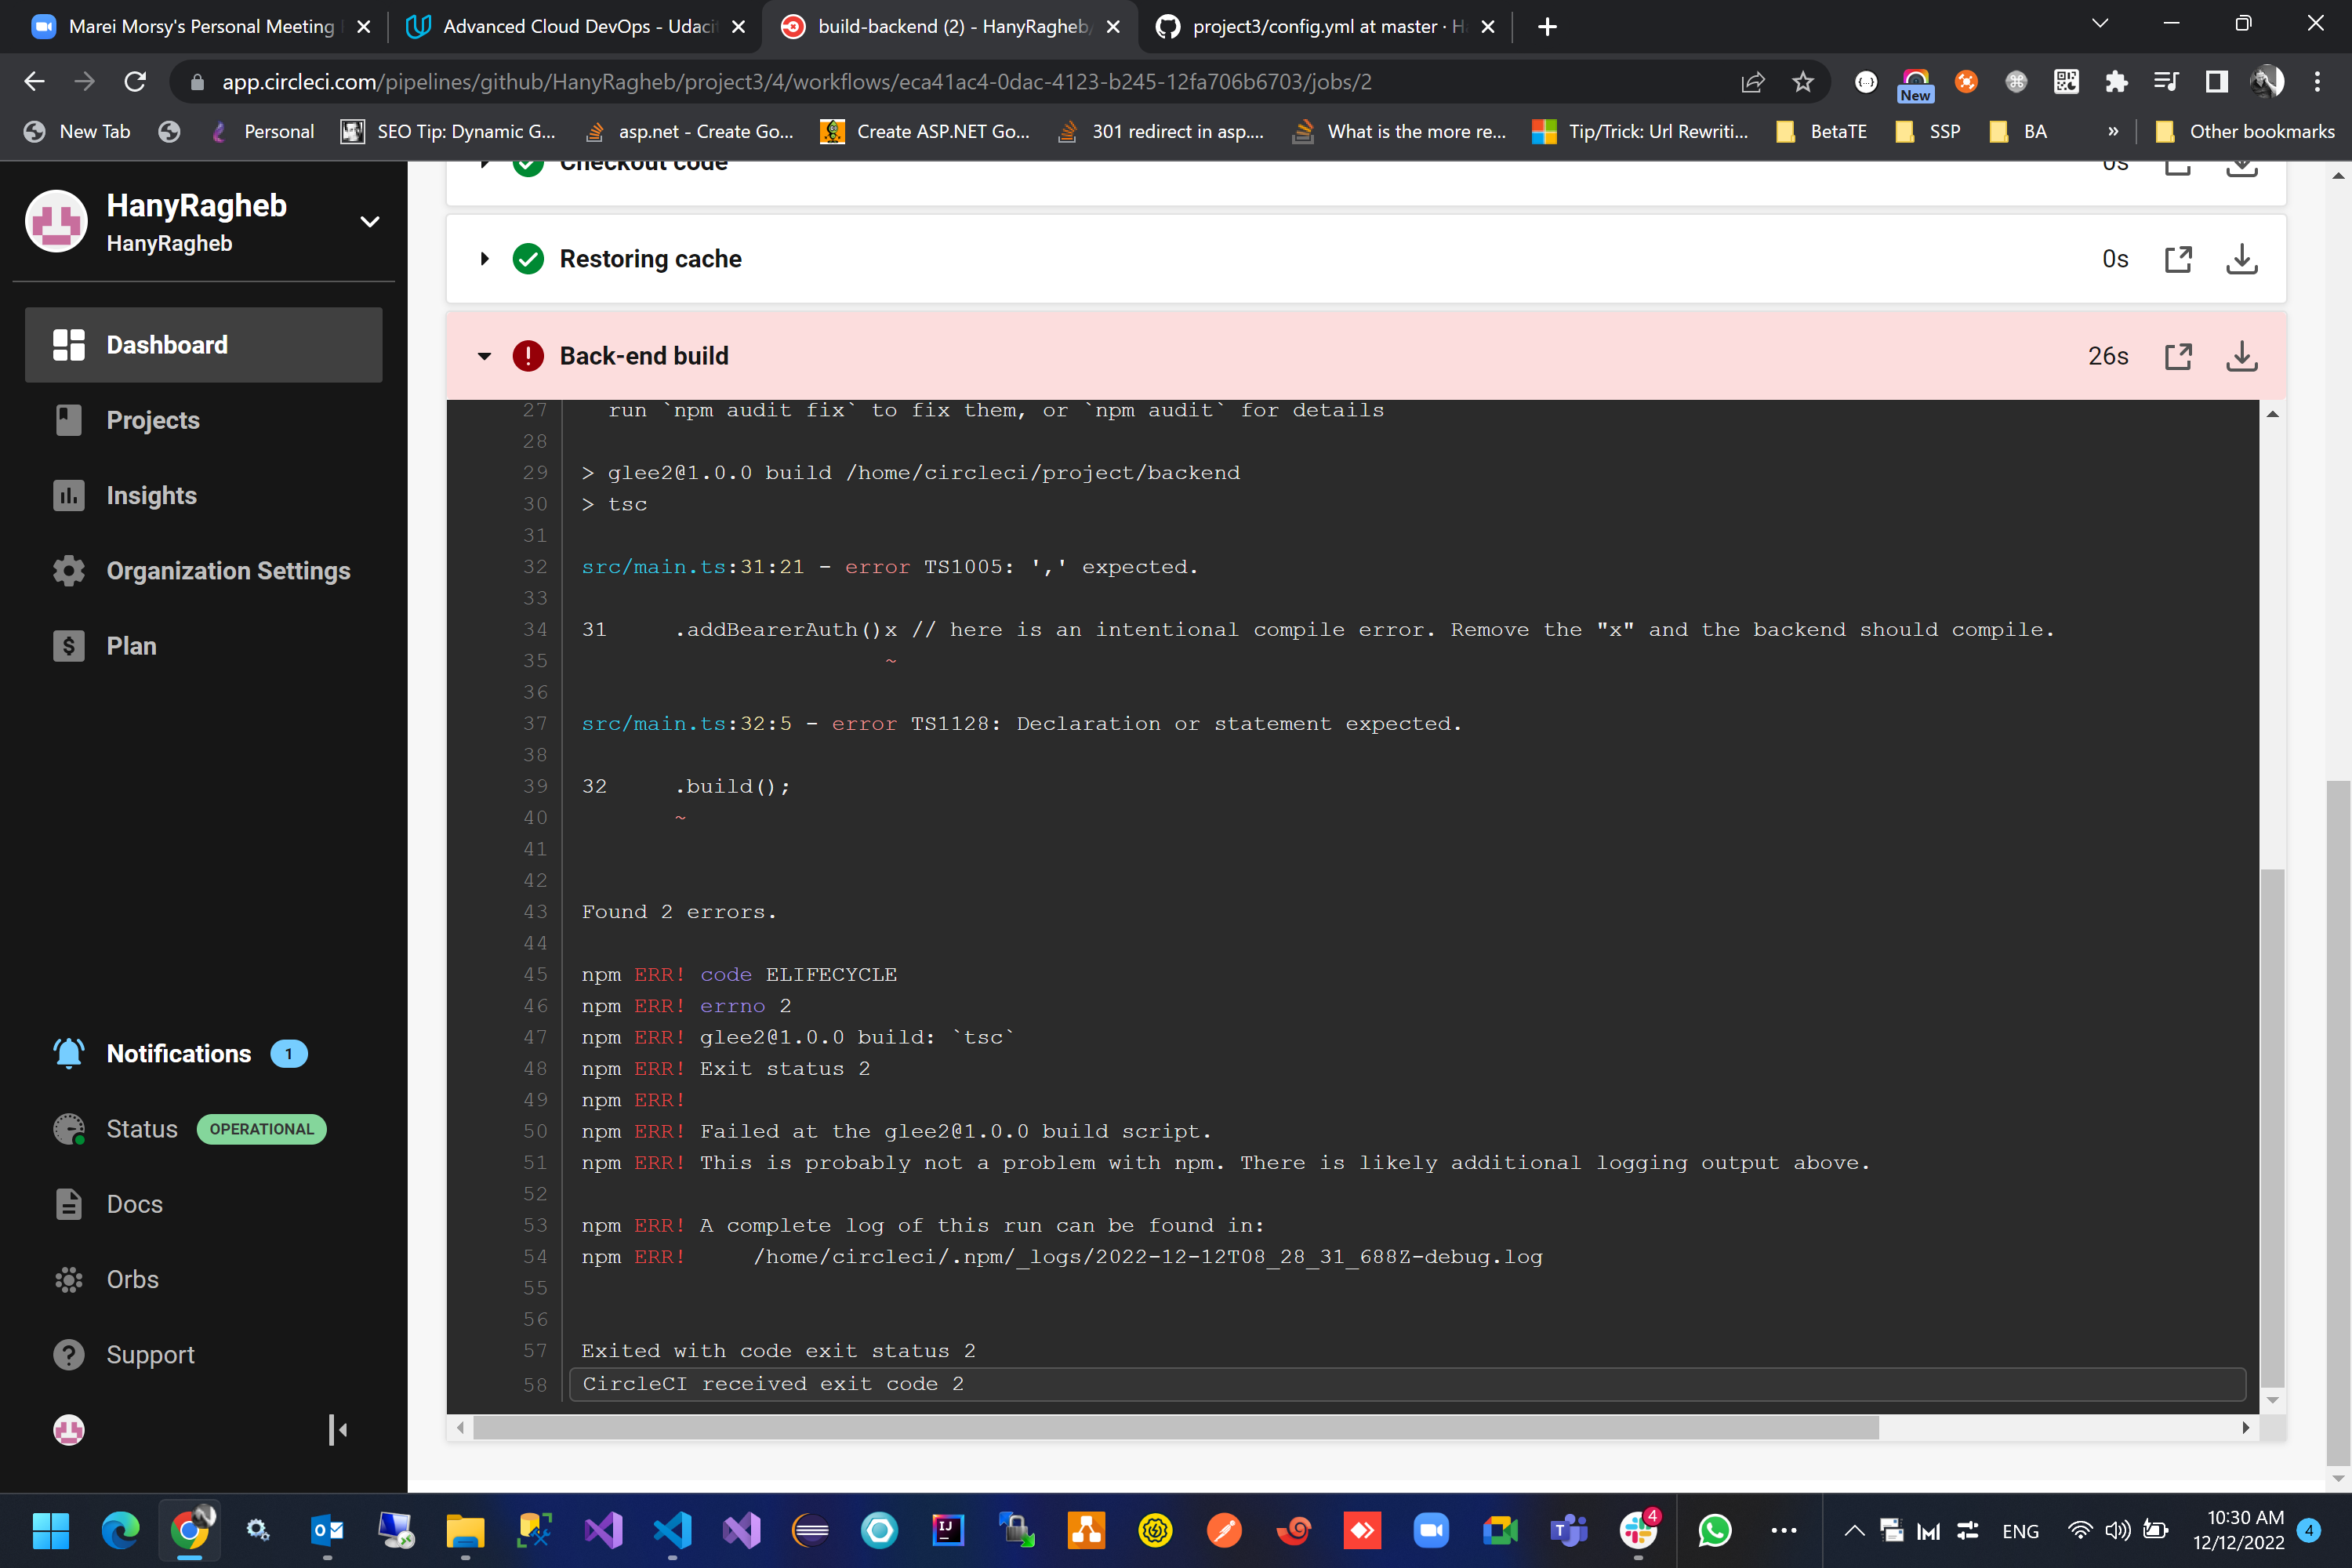 Marei Morsy's Personal Meeting
Advanced Cloud DevOps - Udaci
build-backend (2) - HanyRagheb/
project3/config.yml at master · H
app.circleci.com/pipelines/github/HanyRagheb/project3/4/workflows/eca41ac4-0dac-4123-b245-12fa706b6703/jobs/2
New
New Tab
Personal
SEO Tip: Dynamic G...
asp.net - Create Go...
Create ASP.NET Go...
301 redirect in asp....
What is the more re...
Tip/Trick: Url Rewriti...
BetaTE
SSP
BA
»
Other bookmarks
HanyRagheb
HanyRagheb
Dashboard
Projects
Insights
Organization Settings
Plan
Notifications 1
Status OPERATIONAL
Docs
Orbs
Support
Checkout code 0s
Restoring cache 0s
Back-end build 26s
27 run `npm audit fix` to fix them, or `npm audit` for details
28
29 > glee2@1.0.0 build /home/circleci/project/backend
30 > tsc
31
32 src/main.ts:31:21 - error TS1005: ',' expected.
33
34 31 .addBearerAuth()x // here is an intentional compile error. Remove the "x" and the backend should compile.
35 ~
36
37 src/main.ts:32:5 - error TS1128: Declaration or statement expected.
38
39 32 .build();
40 ~
41
42
43 Found 2 errors.
44
45 npm ERR! code ELIFECYCLE
46 npm ERR! errno 2
47 npm ERR! glee2@1.0.0 build: `tsc`
48 npm ERR! Exit status 2
49 npm ERR!
50 npm ERR! Failed at the glee2@1.0.0 build script.
51 npm ERR! This is probably not a problem with npm. There is likely additional logging output above.
52
53 npm ERR! A complete log of this run can be found in:
54 npm ERR! /home/circleci/.npm/_logs/2022-12-12T08_28_31_688Z-debug.log
55
56
57 Exited with code exit status 2
58 CircleCI received exit code 2
4
ENG
10:30 AM
12/12/2022
4